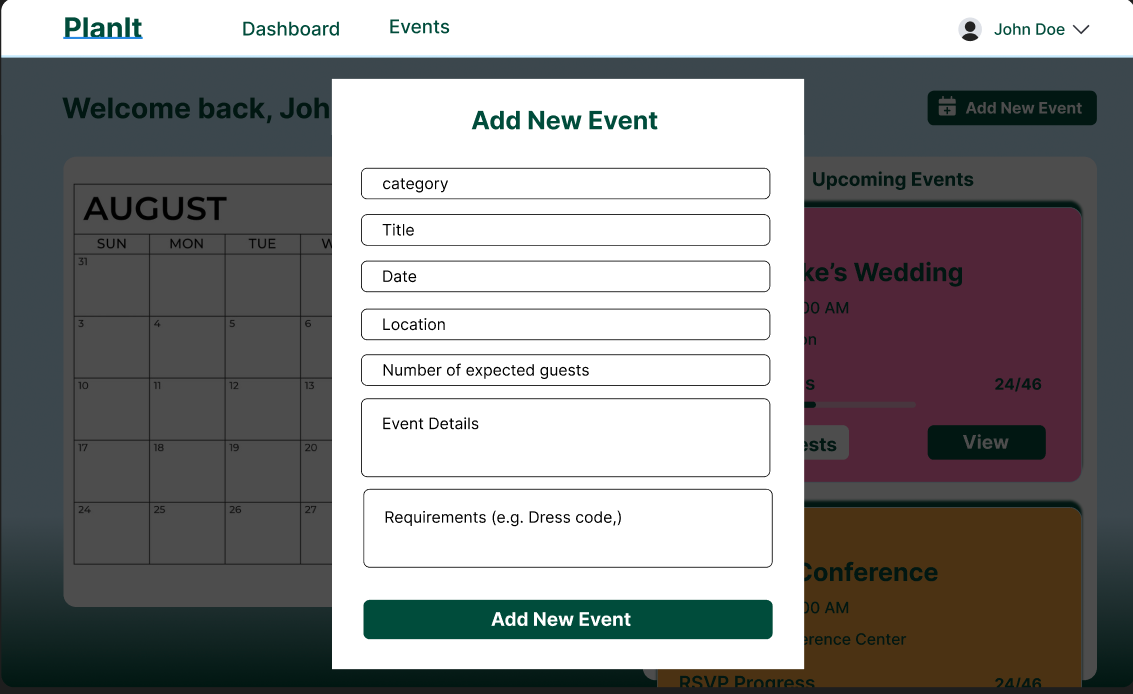 PlanIt
Dashboard
Events
John Doe
Welcome back, Joh
Add New Event
Add New Event
category
Title
Date
Location
Number of expected guests
Event Details
Requirements (e.g. Dress code,)
Add New Event
AUGUST
SUN MON TUE W
31
3 4 5 6
10 11 12 13
17 18 19 20
24 25 26 27
Upcoming Events
ke’s Wedding
00 AM
on
s 24/46
ests
View
Conference
00 AM
erence Center
RSVP Progress 24/46